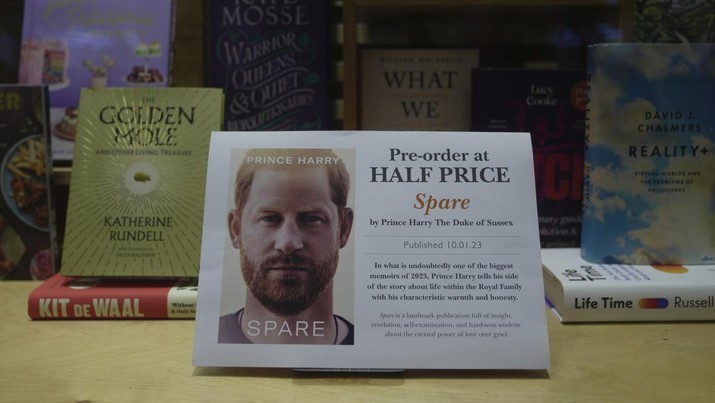 KATE
MOSSE
WARRIOR
QUEENS
& QUIET
REVOLUTIONARIES
WILLIAM MACASKILL
WHAT
WE
Lucy
Cooke
ER
THE
GOLDEN
MOLE
AND OTHER LIVING TREASURE
KATHERINE
RUNDELL
DAVID J.
CHALMERS
REALITY+
VIRTUAL WORLDS AND
THE PROBLEMS OF
PHILOSOPHY
PRINCE HARRY
SPARE
Pre-order at
HALF PRICE
Spare
by Prince Harry The Duke of Sussex
Published 10.01.23
In what is undoubtedly one of the biggest
memoirs of 2023, Prince Harry tells his side
of the story about life within the Royal Family
with his characteristic warmth and honesty.
Spare is a landmark publication full of insight,
revelation, self-examination, and hard-won wisdom
about the eternal power of love over grief.
KIT DE WAAL
Without
Life Time
Russell